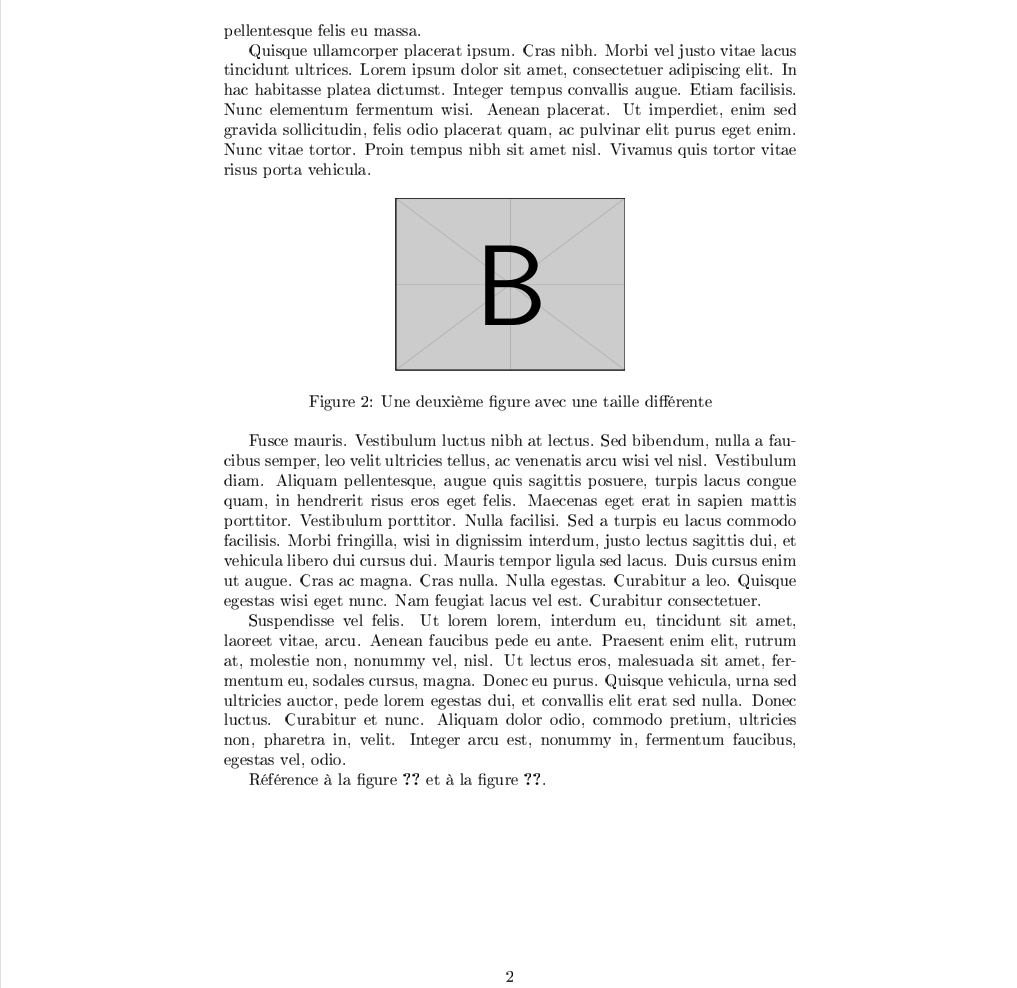 pellentesque felis eu massa.
Quisque ullamcorper placerat ipsum. Cras nibh. Morbi vel justo vitae lacus
tincidunt ultrices. Lorem ipsum dolor sit amet, consectetuer adipiscing elit. In
hac habitasse platea dictumst. Integer tempus convallis augue. Etiam facilisis.
Nunc elementum fermentum wisi. Aenean placerat. Ut imperdiet, enim sed
gravida sollicitudin, felis odio placerat quam, ac pulvinar elit purus eget enim.
Nunc vitae tortor. Proin tempus nibh sit amet nisl. Vivamus quis tortor vitae
risus porta vehicula.
B
Figure 2: Une deuxième figure avec une taille différente
Fusce mauris. Vestibulum luctus nibh at lectus. Sed bibendum, nulla a fau-
cibus semper, leo velit ultricies tellus, ac venenatis arcu wisi vel nisl. Vestibulum
diam. Aliquam pellentesque, augue quis sagittis posuere, turpis lacus congue
quam, in hendrerit risus eros eget felis. Maecenas eget erat in sapien mattis
porttitor. Vestibulum porttitor. Nulla facilisi. Sed a turpis eu lacus commodo
facilisis. Morbi fringilla, wisi in dignissim interdum, justo lectus sagittis dui, et
vehicula libero dui cursus dui. Mauris tempor ligula sed lacus. Duis cursus enim
ut augue. Cras ac magna. Cras nulla. Nulla egestas. Curabitur a leo. Quisque
egestas wisi eget nunc. Nam feugiat lacus vel est. Curabitur consectetuer.
Suspendisse vel felis. Ut lorem lorem, interdum eu, tincidunt sit amet,
laoreet vitae, arcu. Aenean faucibus pede eu ante. Praesent enim elit, rutrum
at, molestie non, nonummy vel, nisl. Ut lectus eros, malesuada sit amet, fer-
mentum eu, sodales cursus, magna. Donec eu purus. Quisque vehicula, urna sed
ultricies auctor, pede lorem egestas dui, et convallis elit erat sed nulla. Donec
luctus. Curabitur et nunc. Aliquam dolor odio, commodo pretium, ultricies
non, pharetra in, velit. Integer arcu est, nonummy in, fermentum faucibus,
egestas vel, odio.
Référence à la figure ?? et à la figure ??.
2